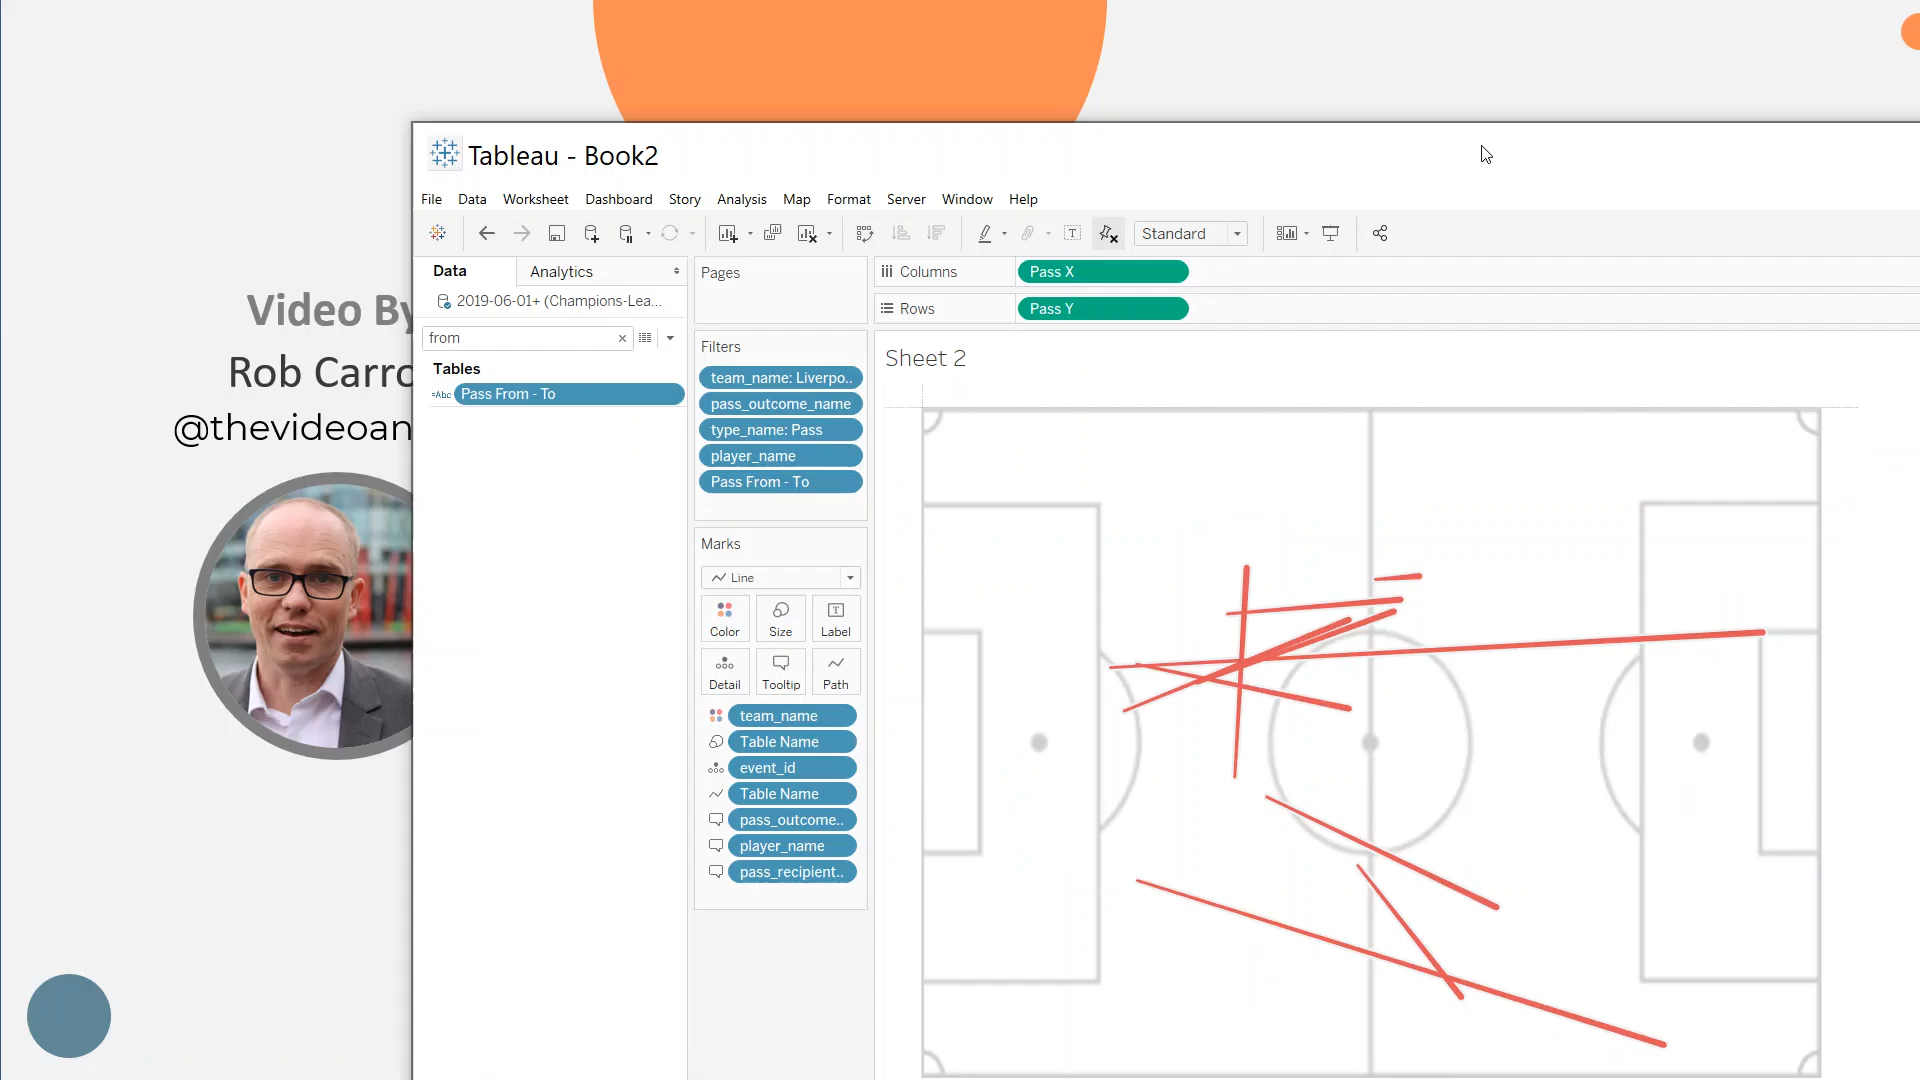 Video By
Rob Carro
@thevideoan
Tableau - Book2
File Data Worksheet Dashboard Story Analysis Map Format Server Window Help
Standard
Data Analytics
2019-06-01+ (Champions-Lea...
from
Tables
=Abc Pass From - To
Pages
Filters
team_name: Liverpo..
pass_outcome_name
type_name: Pass
player_name
Pass From - To
Marks
Line
Color Size Label
Detail Tooltip Path
team_name
Table Name
event_id
Table Name
pass_outcome..
player_name
pass_recipient..
Columns Pass X
Rows Pass Y
Sheet 2